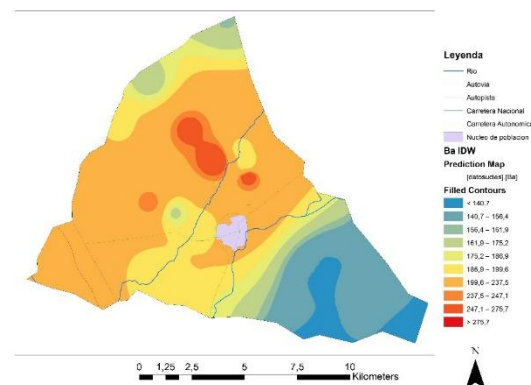 Leyenda
Rio
Autovia
Autopista
Carretera Nacional
Carretera Autonomica
Nucleo de poblacion
Ba IDW
Prediction Map
[datosudes].[Ba]
Filled Contours
< 140,7
140,7 – 156,4
156,4 – 161,9
161,9 – 175,2
175,2 – 186,9
186,9 – 199,6
199,6 – 237,5
237,5 – 247,1
247,1 – 275,7
> 275,7
N
0 1,25 2,5 5 7,5 10
Kilometers